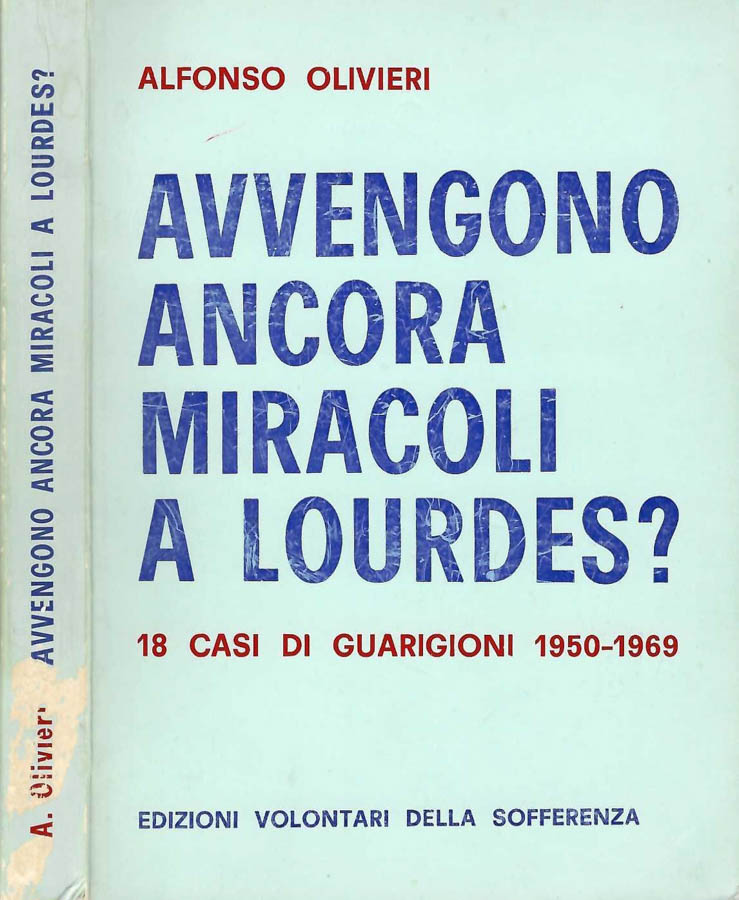 ALFONSO OLIVIERI
AVVENGONO
ANCORA
MIRACOLI
A LOURDES?
18 CASI DI GUARIGIONI 1950-1969
EDIZIONI VOLONTARI DELLA SOFFERENZA
A. Olivieri AVVENGONO ANCORA MIRACOLI A LOURDES?